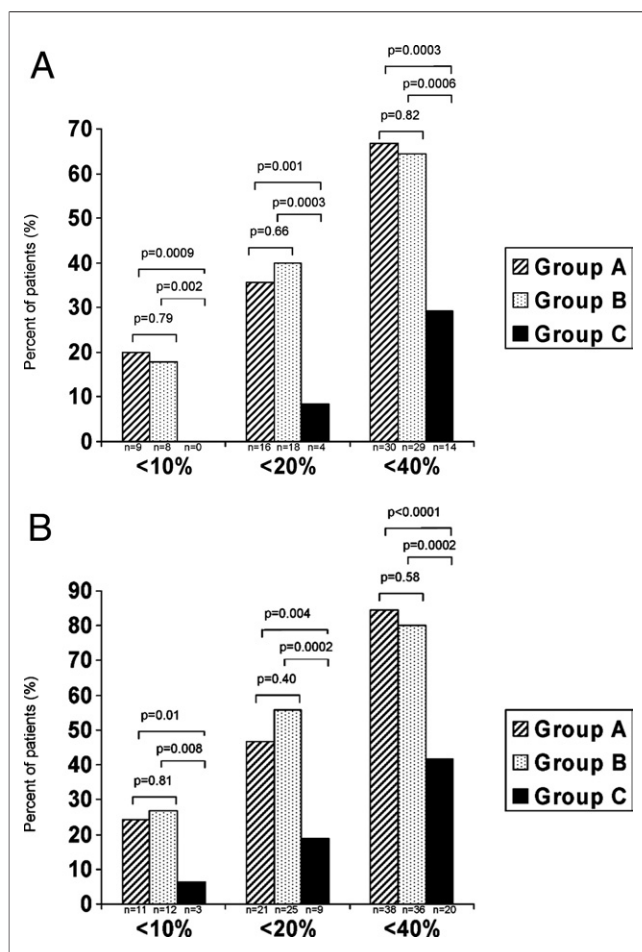 A
p=0.0003
p=0.0006
p=0.82
p=0.001
p=0.0003
p=0.66
p=0.0009
p=0.002
p=0.79
Percent of patients (%)
70
60
50
40
30
20
10
0
n=9 n=8 n=0 n=16 n=18 n=4 n=30 n=29 n=14
<10% <20% <40%
Group A
Group B
Group C
B
p<0.0001
p=0.0002
p=0.58
p=0.004
p=0.0002
p=0.40
p=0.01
p=0.008
p=0.81
Percent of patients (%)
90
80
70
60
50
40
30
20
10
0
n=11 n=12 n=3 n=21 n=25 n=9 n=38 n=36 n=20
<10% <20% <40%
Group A
Group B
Group C